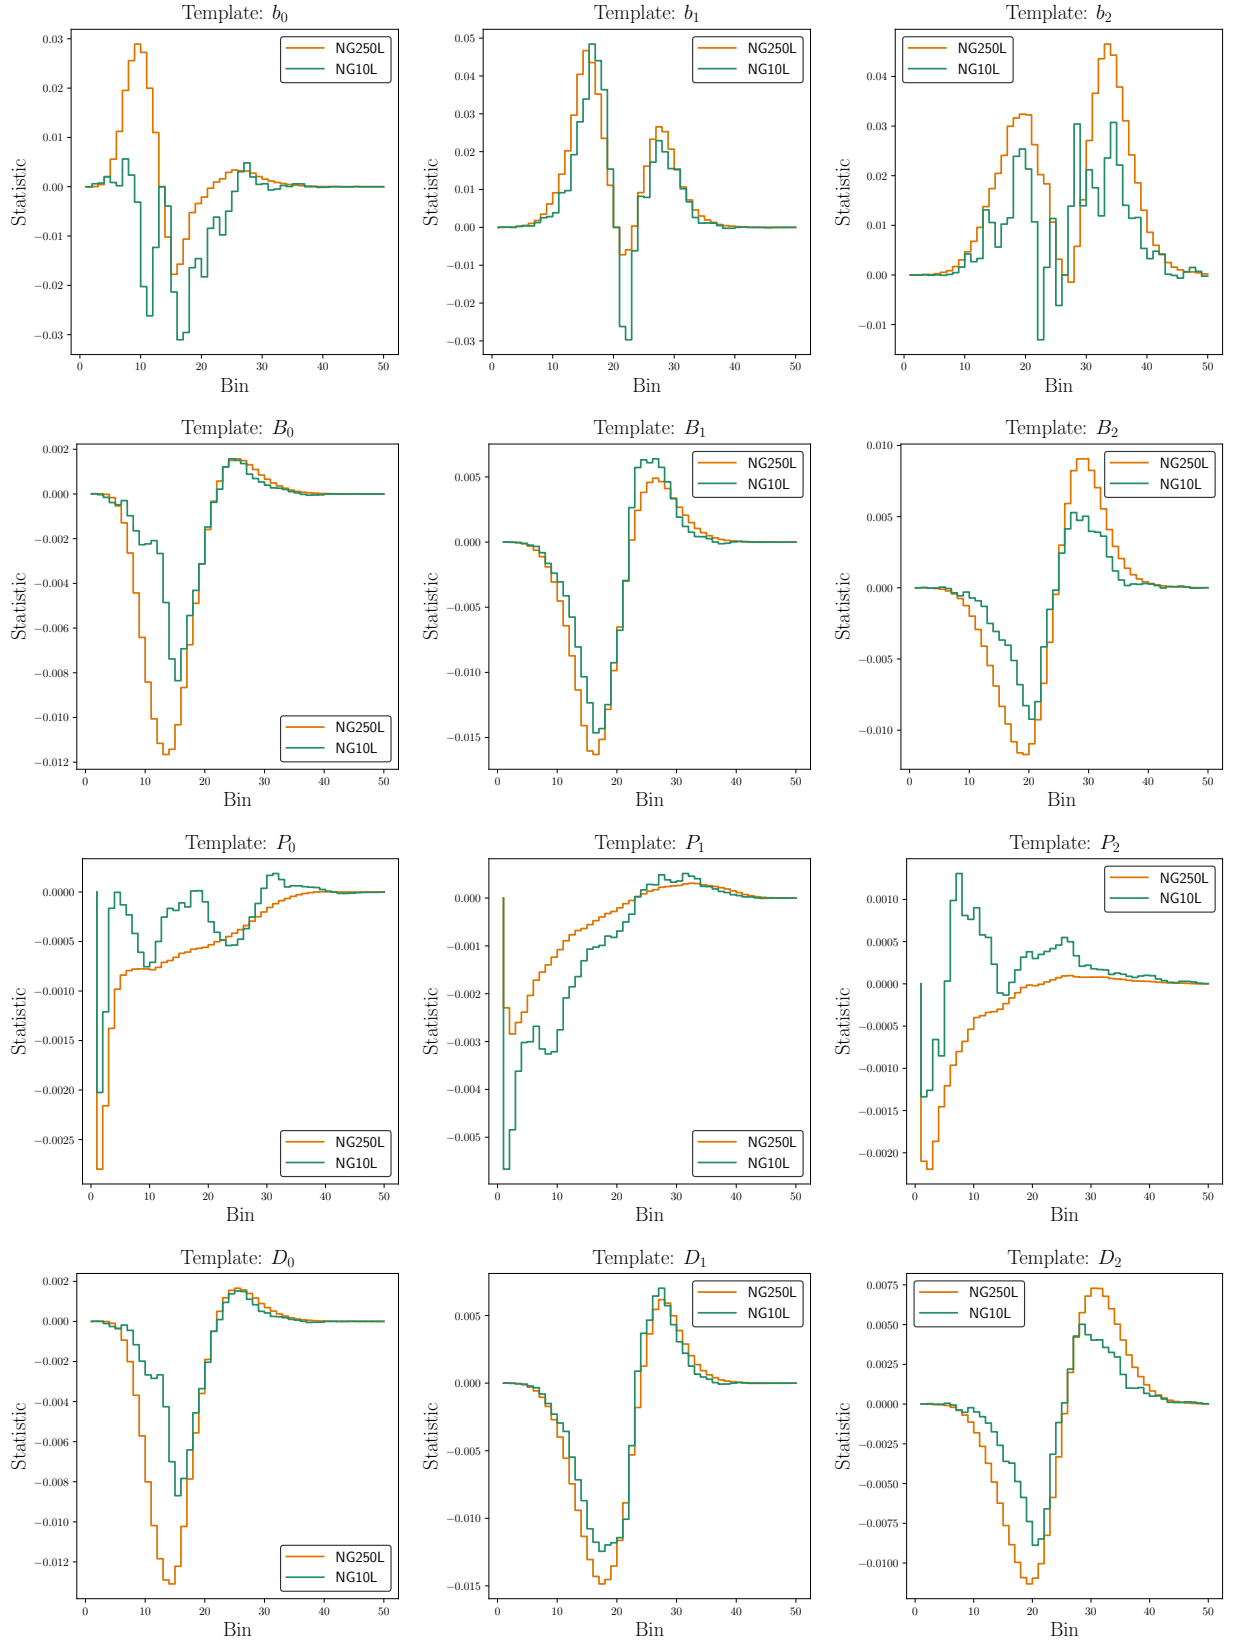 Template: b₀
Template: b₁
Template: b₂
Statistic
0.03
0.02
0.01
0.00
−0.01
−0.02
−0.03
NG250L
NG10L
0 10 20 30 40 50
Bin
Statistic
0.05
0.04
0.03
0.02
0.01
0.00
−0.01
−0.02
−0.03
NG250L
NG10L
0 10 20 30 40 50
Bin
Statistic
0.04
0.03
0.02
0.01
0.00
−0.01
NG250L
NG10L
0 10 20 30 40 50
Bin
Template: B₀
Template: B₁
Template: B₂
Statistic
0.002
0.000
−0.002
−0.004
−0.006
−0.008
−0.010
−0.012
NG250L
NG10L
0 10 20 30 40 50
Bin
Statistic
0.005
0.000
−0.005
−0.010
−0.015
NG250L
NG10L
0 10 20 30 40 50
Bin
Statistic
0.010
0.005
0.000
−0.005
−0.010
NG250L
NG10L
0 10 20 30 40 50
Bin
Template: P₀
Template: P₁
Template: P₂
Statistic
0.0000
−0.0005
−0.0010
−0.0015
−0.0020
−0.0025
NG250L
NG10L
0 10 20 30 40 50
Bin
Statistic
0.000
−0.001
−0.002
−0.003
−0.004
−0.005
NG250L
NG10L
0 10 20 30 40 50
Bin
Statistic
0.0010
0.0005
0.0000
−0.0005
−0.0010
−0.0015
−0.0020
NG250L
NG10L
0 10 20 30 40 50
Bin
Template: D₀
Template: D₁
Template: D₂
Statistic
0.002
0.000
−0.002
−0.004
−0.006
−0.008
−0.010
−0.012
NG250L
NG10L
0 10 20 30 40 50
Bin
Statistic
0.005
0.000
−0.005
−0.010
−0.015
NG250L
NG10L
0 10 20 30 40 50
Bin
Statistic
0.0075
0.0050
0.0025
0.0000
−0.0025
−0.0050
−0.0075
−0.0100
NG250L
NG10L
0 10 20 30 40 50
Bin